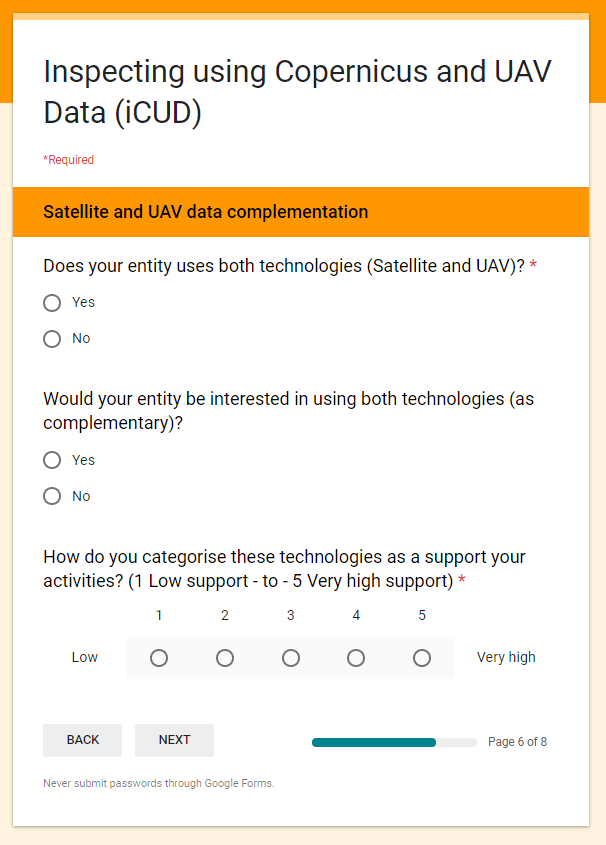 Inspecting using Copernicus and UAV
Data (iCUD)
*Required
Satellite and UAV data complementation
Does your entity uses both technologies (Satellite and UAV)? *
Yes
No
Would your entity be interested in using both technologies (as
complementary)?
Yes
No
How do you categorise these technologies as a support your
activities? (1 Low support - to - 5 Very high support) *
1 2 3 4 5
Low Very high
BACK NEXT Page 6 of 8
Never submit passwords through Google Forms.